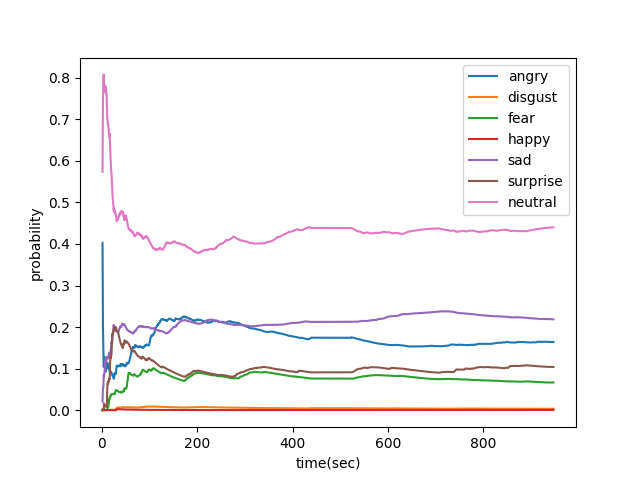 0.8
0.7
0.6
0.5
0.4
0.3
0.2
0.1
0.0
probability
angry
disgust
fear
happy
sad
surprise
neutral
0 200 400 600 800
time(sec)